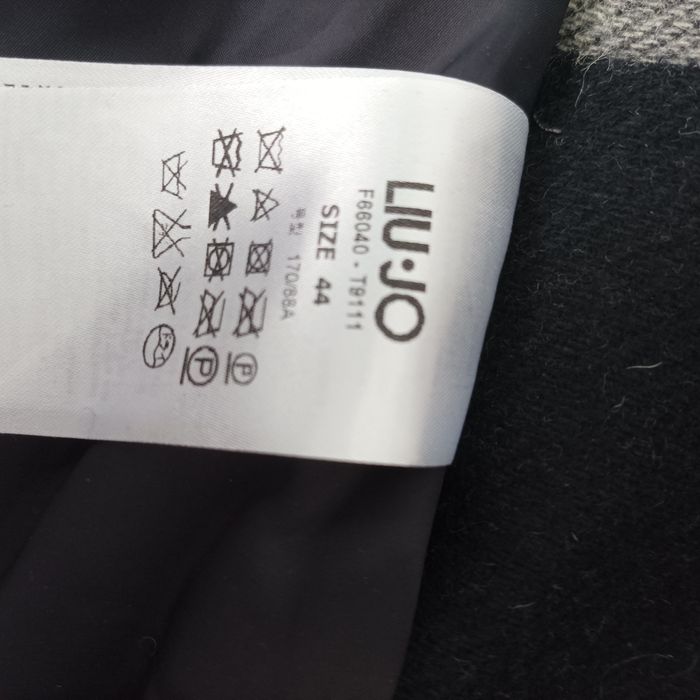 LIU·JO
F66040 - T9111
SIZE 44
号型 170/88A
P
P